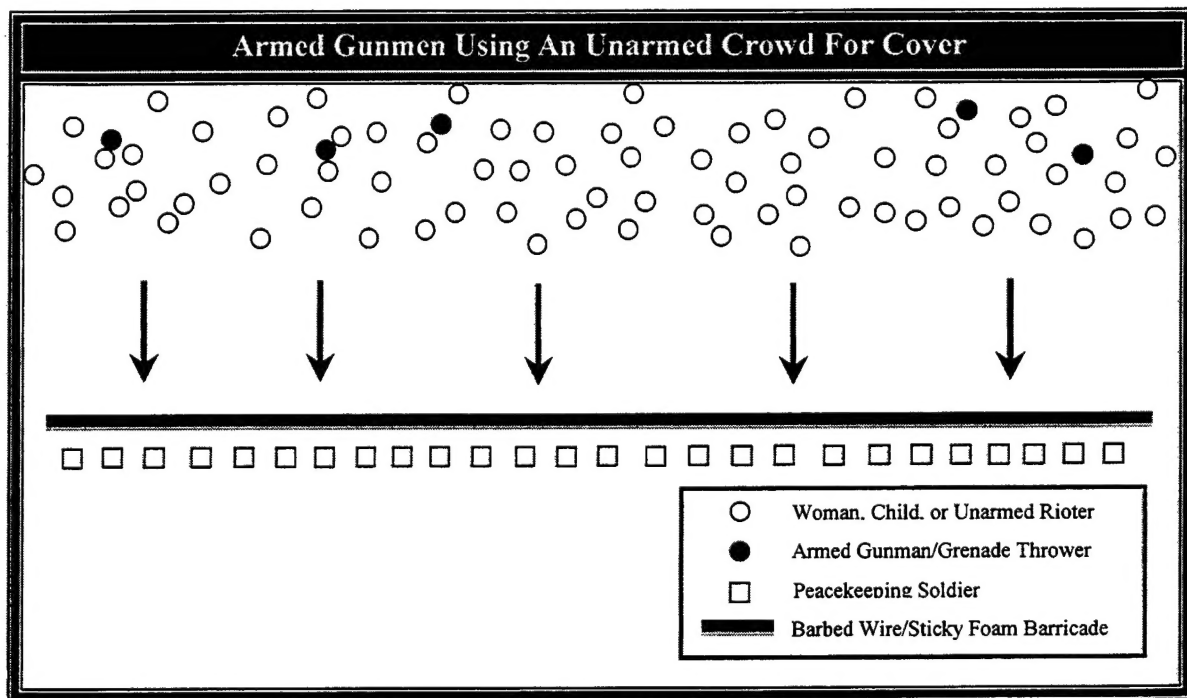 Armed Gunmen Using An Unarmed Crowd For Cover
Woman, Child, or Unarmed Rioter
Armed Gunman/Grenade Thrower
Peacekeeping Soldier
Barbed Wire/Sticky Foam Barricade